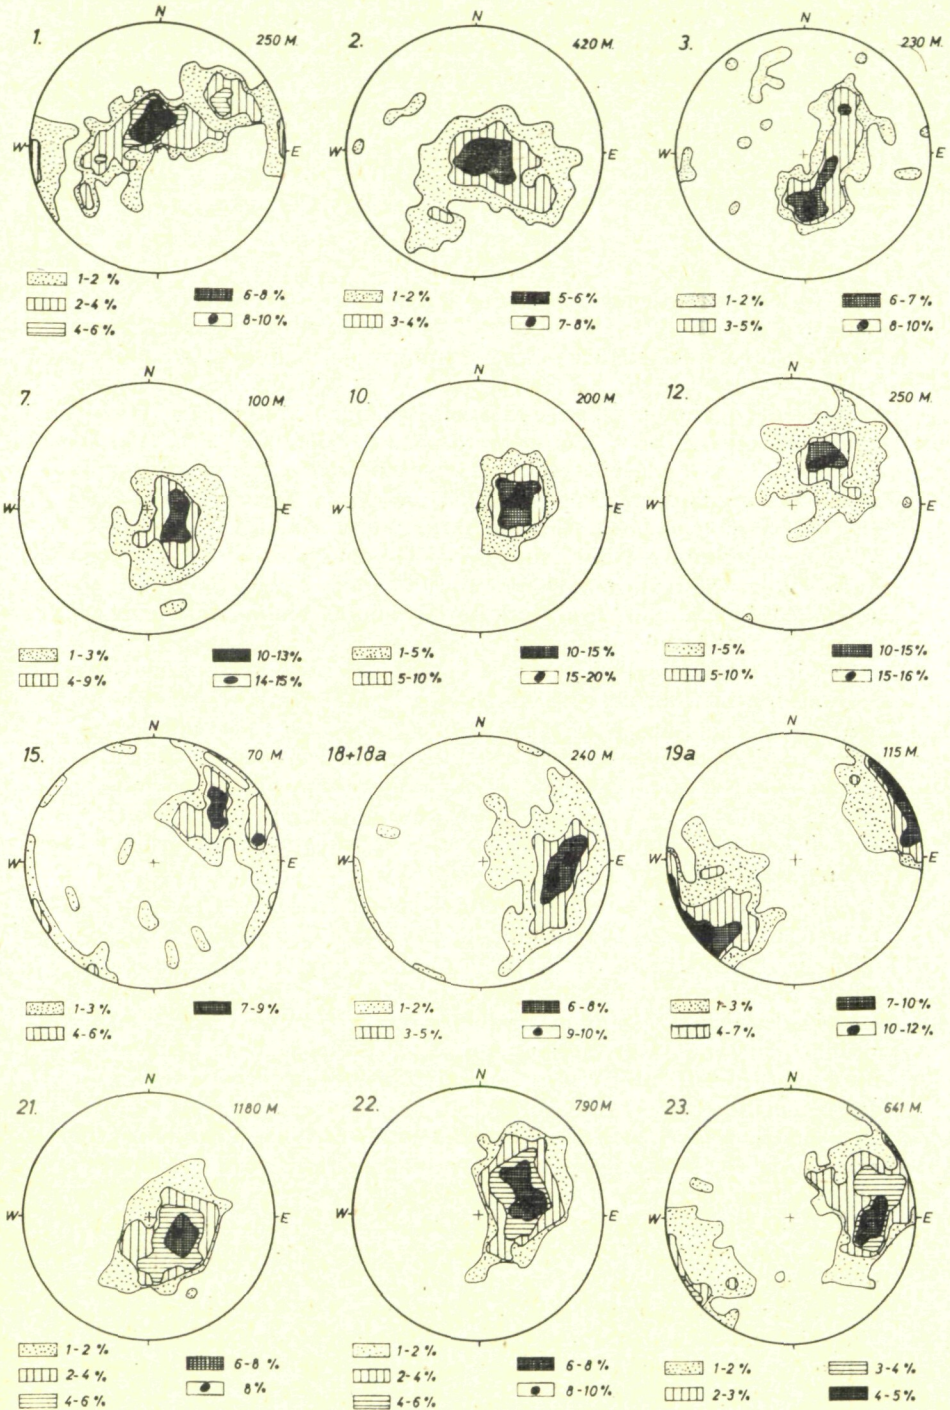 N
1.
250 M.
W
E
1-2 %
2-4 %
4-6 %
6-8 %
8-10 %
N
2.
420 M.
W
E
1-2 %
3-4 %
5-6 %
7-8 %
N
3.
230 M.
W
E
1-2 %
3-5 %
6-7 %
8-10 %
N
7.
100 M.
W
E
1-3 %
4-9 %
10-13%
14-15 %
N
10.
200 M.
W
E
1-5 %
5-10 %
10-15 %
15-20%
N
12.
250 M.
W
E
1-5 %
5-10 %
10-15 %
15-16 %
N
15.
70 M.
W
E
1-3 %
4-6 %
7-9 %
N
18+18a
240 M.
W
E
1-2%
3-5 %
6-8 %
9-10 %
N
19a
115 M.
W
E
1-3 %
4-7 %
7-10 %
10-12 %
N
21.
1180 M.
W
E
1-2 %
2-4 %
4-6 %
6-8 %
8%
N
22.
790 M.
W
E
1-2 %
2-4 %
4-6 %
6-8 %
8-10 %
N
23.
641 M.
W
E
1-2 %
2-3 %
3-4 %
4-5 %